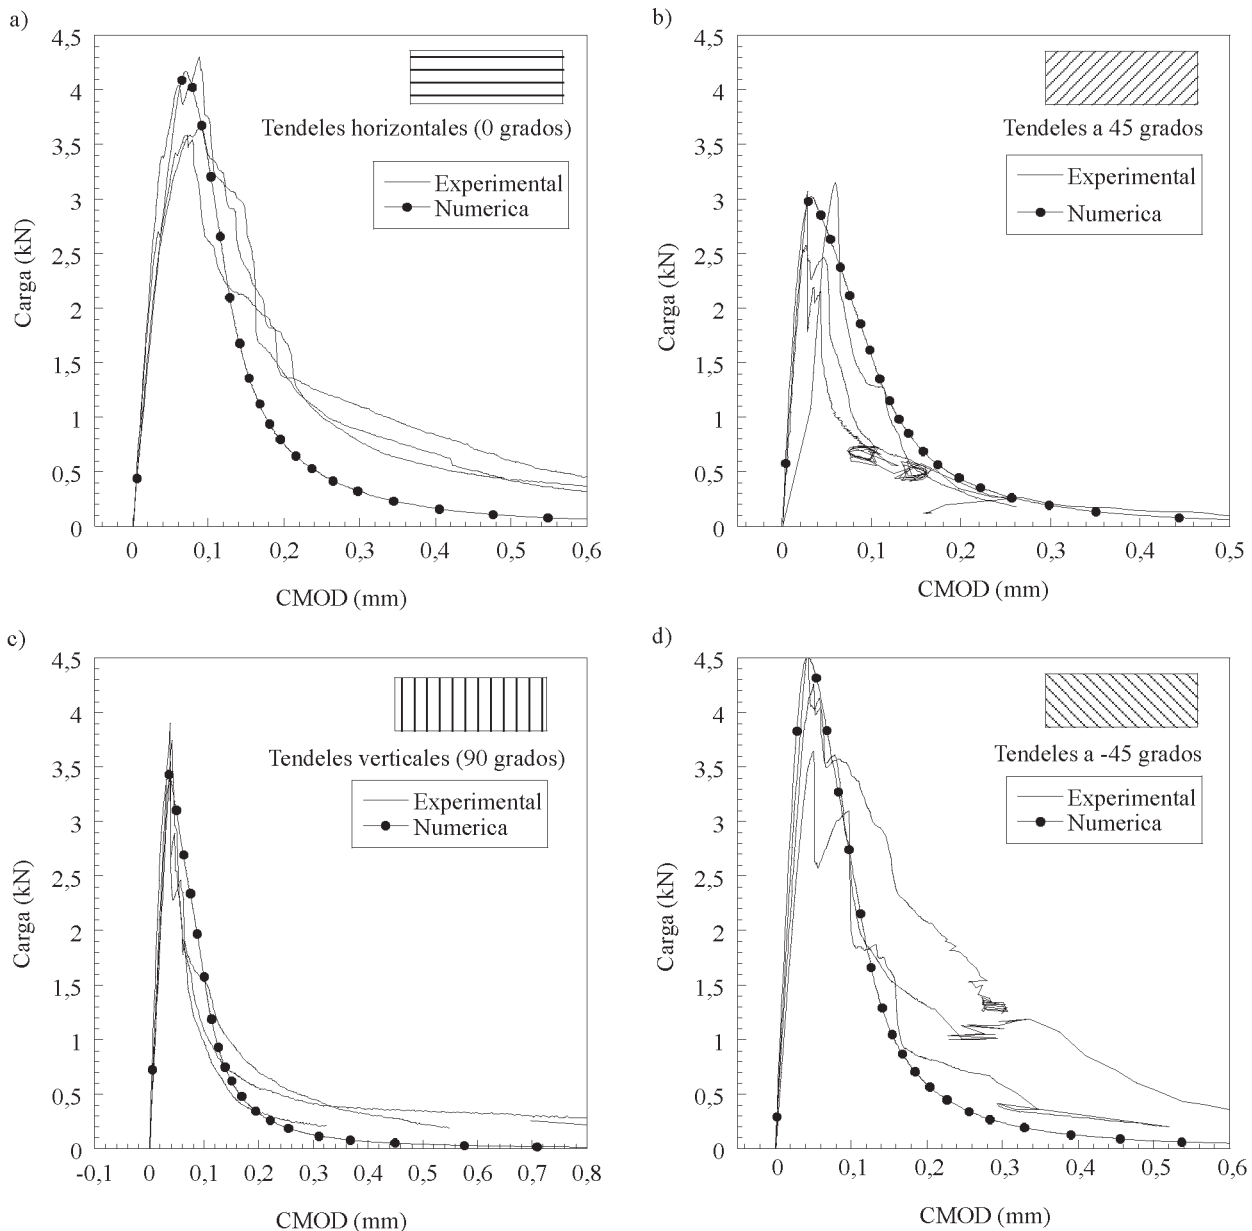 a)
4,5
4
3,5
3
2,5
2
1,5
1
0,5
0
Carga (kN)
Tendeles horizontales (0 grados)
Experimental
Numerica
0 0,1 0,2 0,3 0,4 0,5 0,6
CMOD (mm)
b)
4,5
4
3,5
3
2,5
2
1,5
1
0,5
0
Carga (kN)
Tendeles a 45 grados
Experimental
Numerica
0 0,1 0,2 0,3 0,4 0,5
CMOD (mm)
c)
4,5
4
3,5
3
2,5
2
1,5
1
0,5
0
Carga (kN)
Tendeles verticales (90 grados)
Experimental
Numerica
-0,1 0 0,1 0,2 0,3 0,4 0,5 0,6 0,7 0,8
CMOD (mm)
d)
4,5
4
3,5
3
2,5
2
1,5
1
0,5
0
Carga (kN)
Tendeles a -45 grados
Experimental
Numerica
0 0,1 0,2 0,3 0,4 0,5 0,6
CMOD (mm)